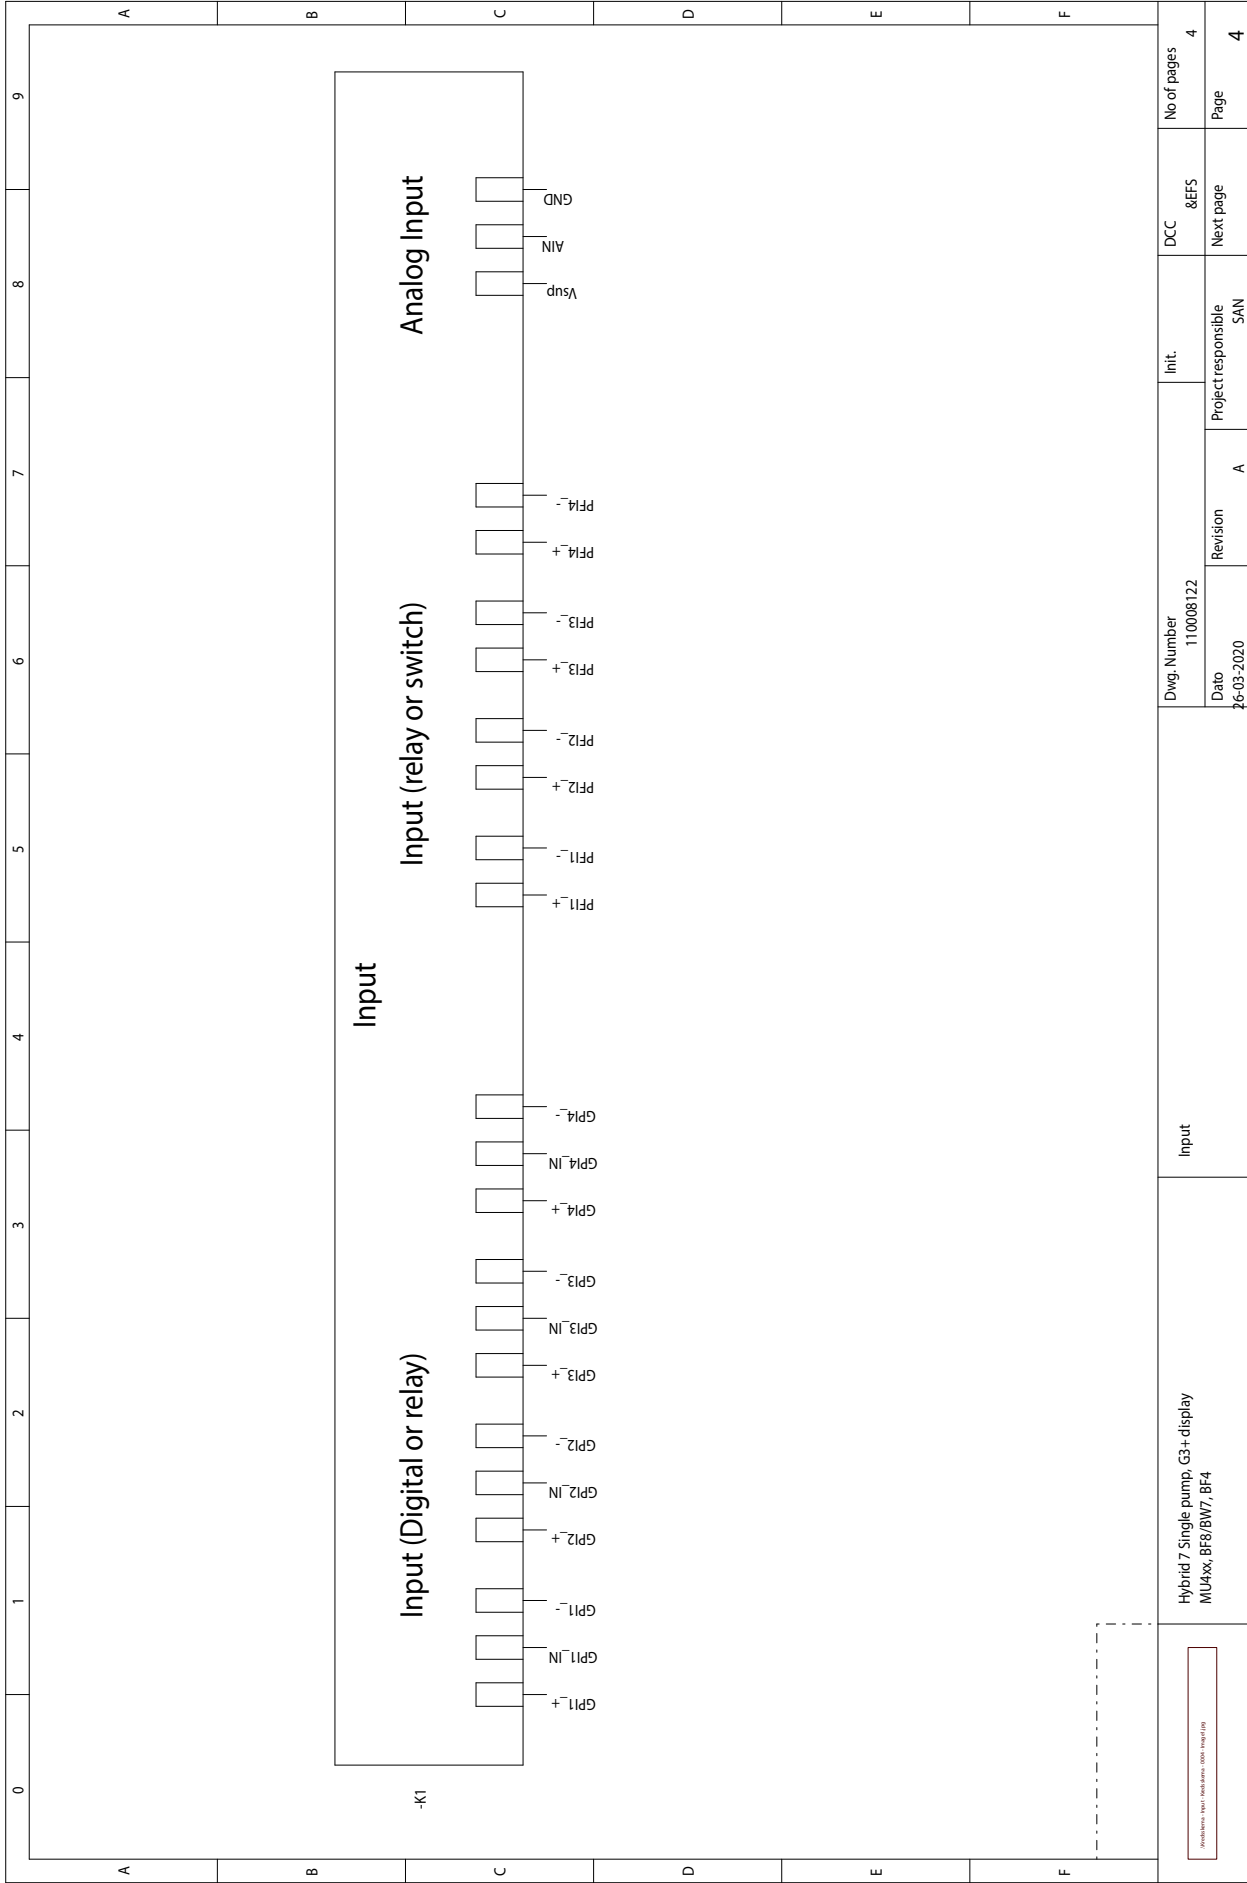 0 1 2 3 4 5 6 7 8 9
A A
B B
Input
-K1 Input (Digital or relay) Input (relay or switch) Analog Input
C C
GPI1_+ GPI1_IN GPI1_- GPI2_+ GPI2_IN GPI2_- GPI3_+ GPI3_IN GPI3_- GPI4_+ GPI4_IN GPI4_- PFI1_+ PFI1_- PFI2_+ PFI2_- PFI3_+ PFI3_- PFI4_+ PFI4_- Vsup AIN GND
D D
E E
F F
Hybrid 7 Single pump, G3+ display
MU4xx, BF8/BW7, BF4
Input
Dwg. Number Init. DCC No of pages
110008122 &EFS 4
Dato Revision Project responsible Next page Page
26-03-2020 A SAN 4